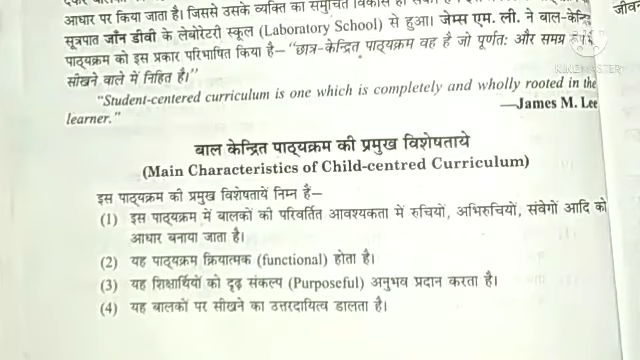 आधार पर किया जाता है। जिससे उसके व्यक्ति का समुचित विकास हो
सूत्रपात जॉन डीवी के लेबोरेटरी स्कूल (Laboratory School) से हुआ। जेम्स एम. ली. ने बाल-केन्द्रि
पाठ्यक्रम को इस प्रकार परिभाषित किया है—"छात्र-केन्द्रित पाठ्यक्रम वह है जो पूर्णतः और समग्र
सीखने वाले में निहित है।"
"Student-centered curriculum is one which is completely and wholly rooted in the
learner."
—James M. Lee
बाल केन्द्रित पाठ्यक्रम की प्रमुख विशेषतायें
(Main Characteristics of Child-centred Curriculum)
इस पाठ्यक्रम की प्रमुख विशेषतायें निम्न है—
(1) इस पाठ्यक्रम में बालकों की परिवर्तित आवश्यकता में रुचियों, अभिरुचियों, संवेगों आदि को
आधार बनाया जाता है।
(2) यह पाठ्यक्रम क्रियात्मक (functional) होता है।
(3) यह शिक्षार्थियों को दृढ़ संकल्प (Purposeful) अनुभव प्रदान करता है।
(4) यह बालकों पर सीखने का उत्तरदायित्व डालता है।
जीव
KINEMASTER